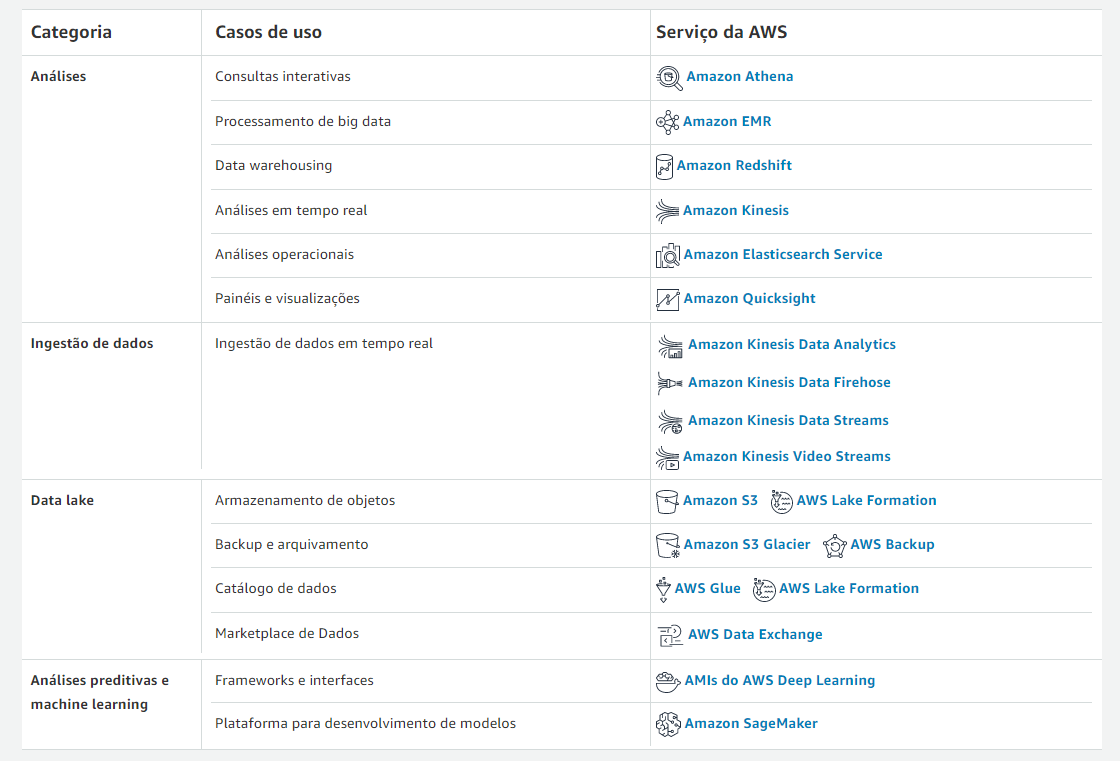 Categoria Casos de uso Serviço da AWS
Análises Consultas interativas Amazon Athena
Processamento de big data Amazon EMR
Data warehousing Amazon Redshift
Análises em tempo real Amazon Kinesis
Análises operacionais Amazon Elasticsearch Service
Painéis e visualizações Amazon Quicksight
Ingestão de dados Ingestão de dados em tempo real Amazon Kinesis Data Analytics
Amazon Kinesis Data Firehose
Amazon Kinesis Data Streams
Amazon Kinesis Video Streams
Data lake Armazenamento de objetos Amazon S3 AWS Lake Formation
Backup e arquivamento Amazon S3 Glacier AWS Backup
Catálogo de dados AWS Glue AWS Lake Formation
Marketplace de Dados AWS Data Exchange
Análises preditivas e Frameworks e interfaces AMIs do AWS Deep Learning
machine learning
Plataforma para desenvolvimento de modelos Amazon SageMaker